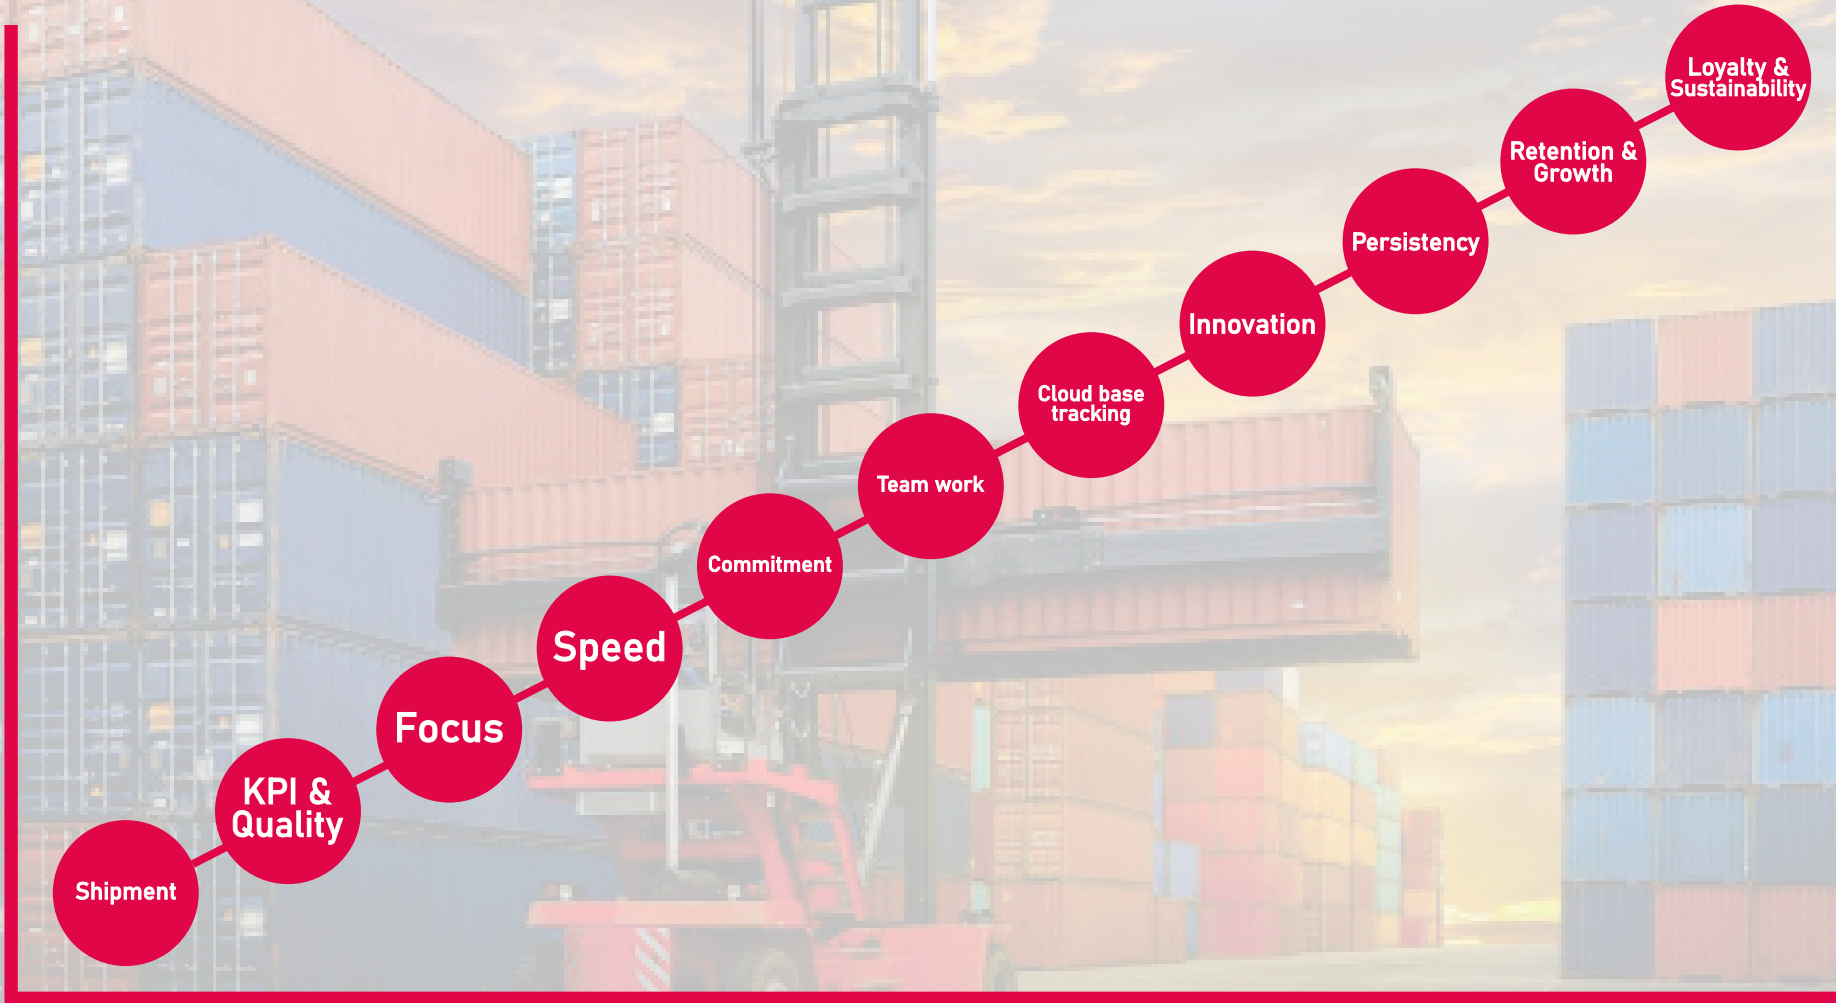 Shipment
KPI &
Quality
Focus
Speed
Commitment
Team work
Cloud base
tracking
Innovation
Persistency
Retention &
Growth
Loyalty &
Sustainability